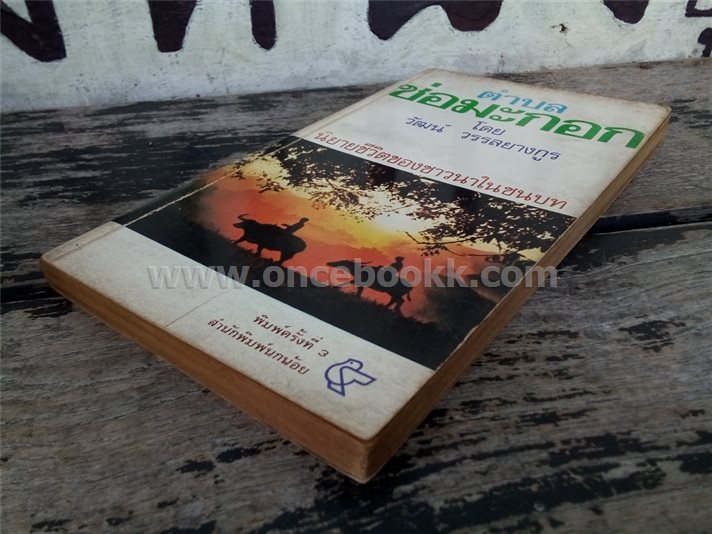 ตำบล
ช่อมะกอก
โดย
วัฒน์ วรรลยางกูร
นิยายชีวิตของชาวนาในชนบท
www.oncebookk.com
พิมพ์ครั้งที่ 3
สำนักพิมพ์นกน้อย